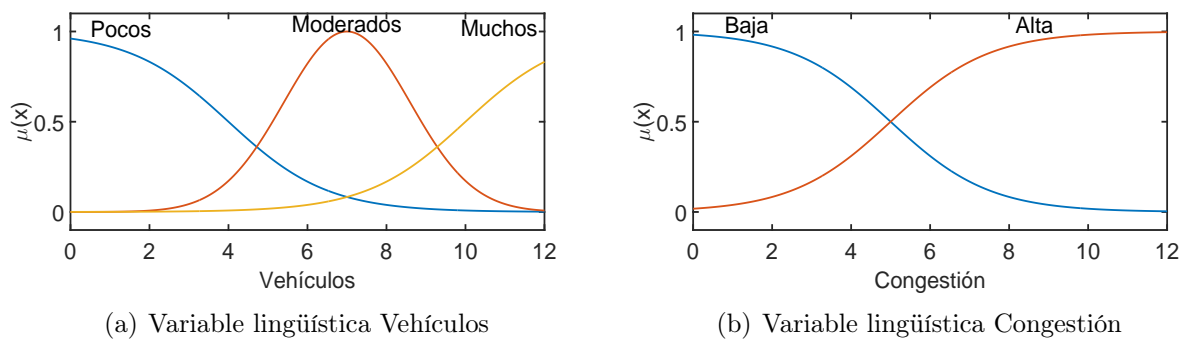 Pocos Moderados Muchos
1
0.5
0
μ(x)
0 2 4 6 8 10 12
Vehículos
(a) Variable lingüística Vehículos
Baja Alta
1
0.5
0
μ(x)
0 2 4 6 8 10 12
Congestión
(b) Variable lingüística Congestión